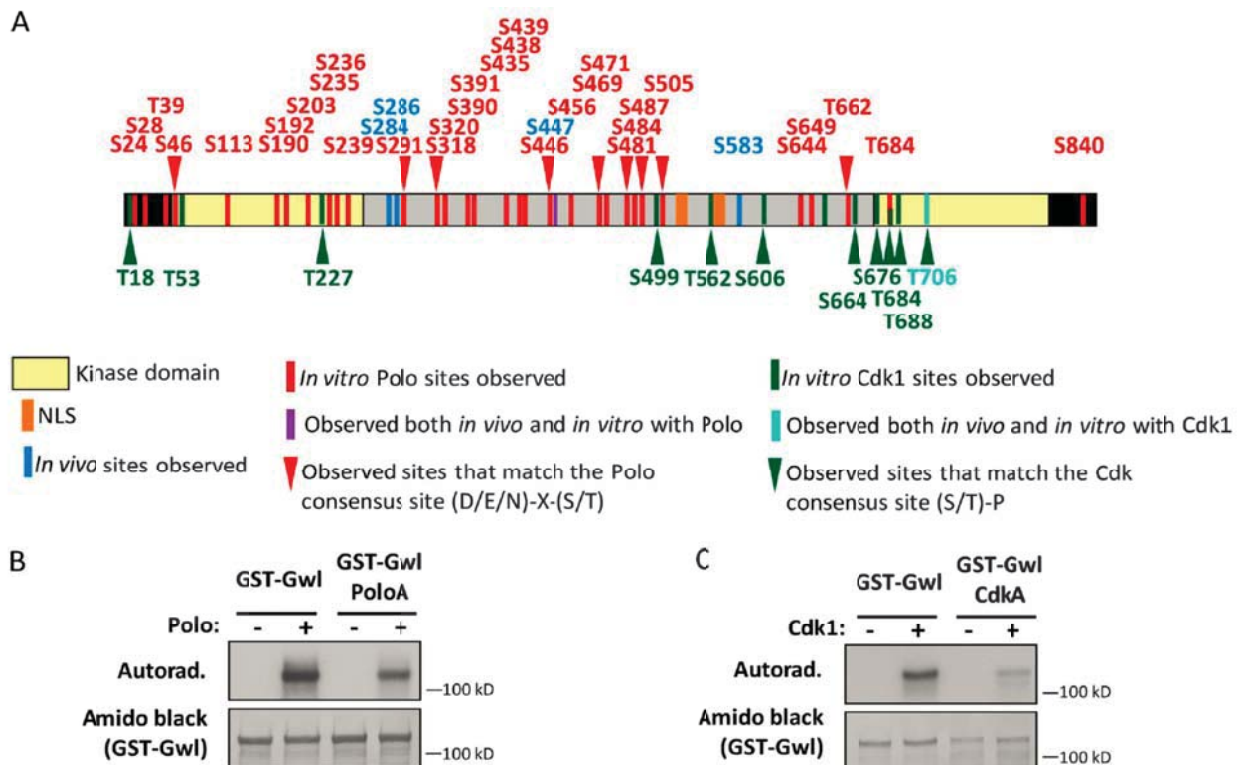 A
S439
S438
S236 S435 S471
S235 S391 S469 S505
T39 S203 S286 S390 S456 S487 T662
S28 S192 S284 S320 S447 S484 S583 S649
S24 S46 S113 S190 S239 S291 S318 S446 S481 S644 T684 S840
T18 T53 T227 S499 T562 S606 S676 T706
S664 T684
T688
Kinase domain
NLS
In vivo sites observed
In vitro Polo sites observed
Observed both in vivo and in vitro with Polo
Observed sites that match the Polo
consensus site (D/E/N)-X-(S/T)
In vitro Cdk1 sites observed
Observed both in vivo and in vitro with Cdk1
Observed sites that match the Cdk
consensus site (S/T)-P
B
GST-Gwl GST-Gwl
PoloA
Polo: - + - +
Autorad.
—100 kD
Amido black
(GST-Gwl)
—100 kD
C
GST-Gwl GST-Gwl
CdkA
Cdk1: - + - +
Autorad.
—100 kD
Amido black
(GST-Gwl)
—100 kD